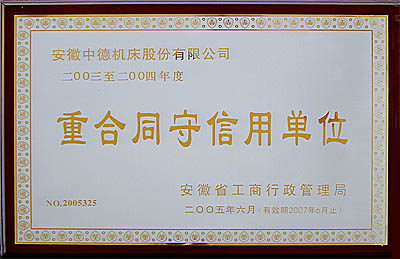 安徽中德机床股份有限公司
二〇〇三至二〇〇四年度
重合同守信用单位
安徽省工商行政管理局
NO.2005325
二〇〇五年六月(有效期2007年6月止)